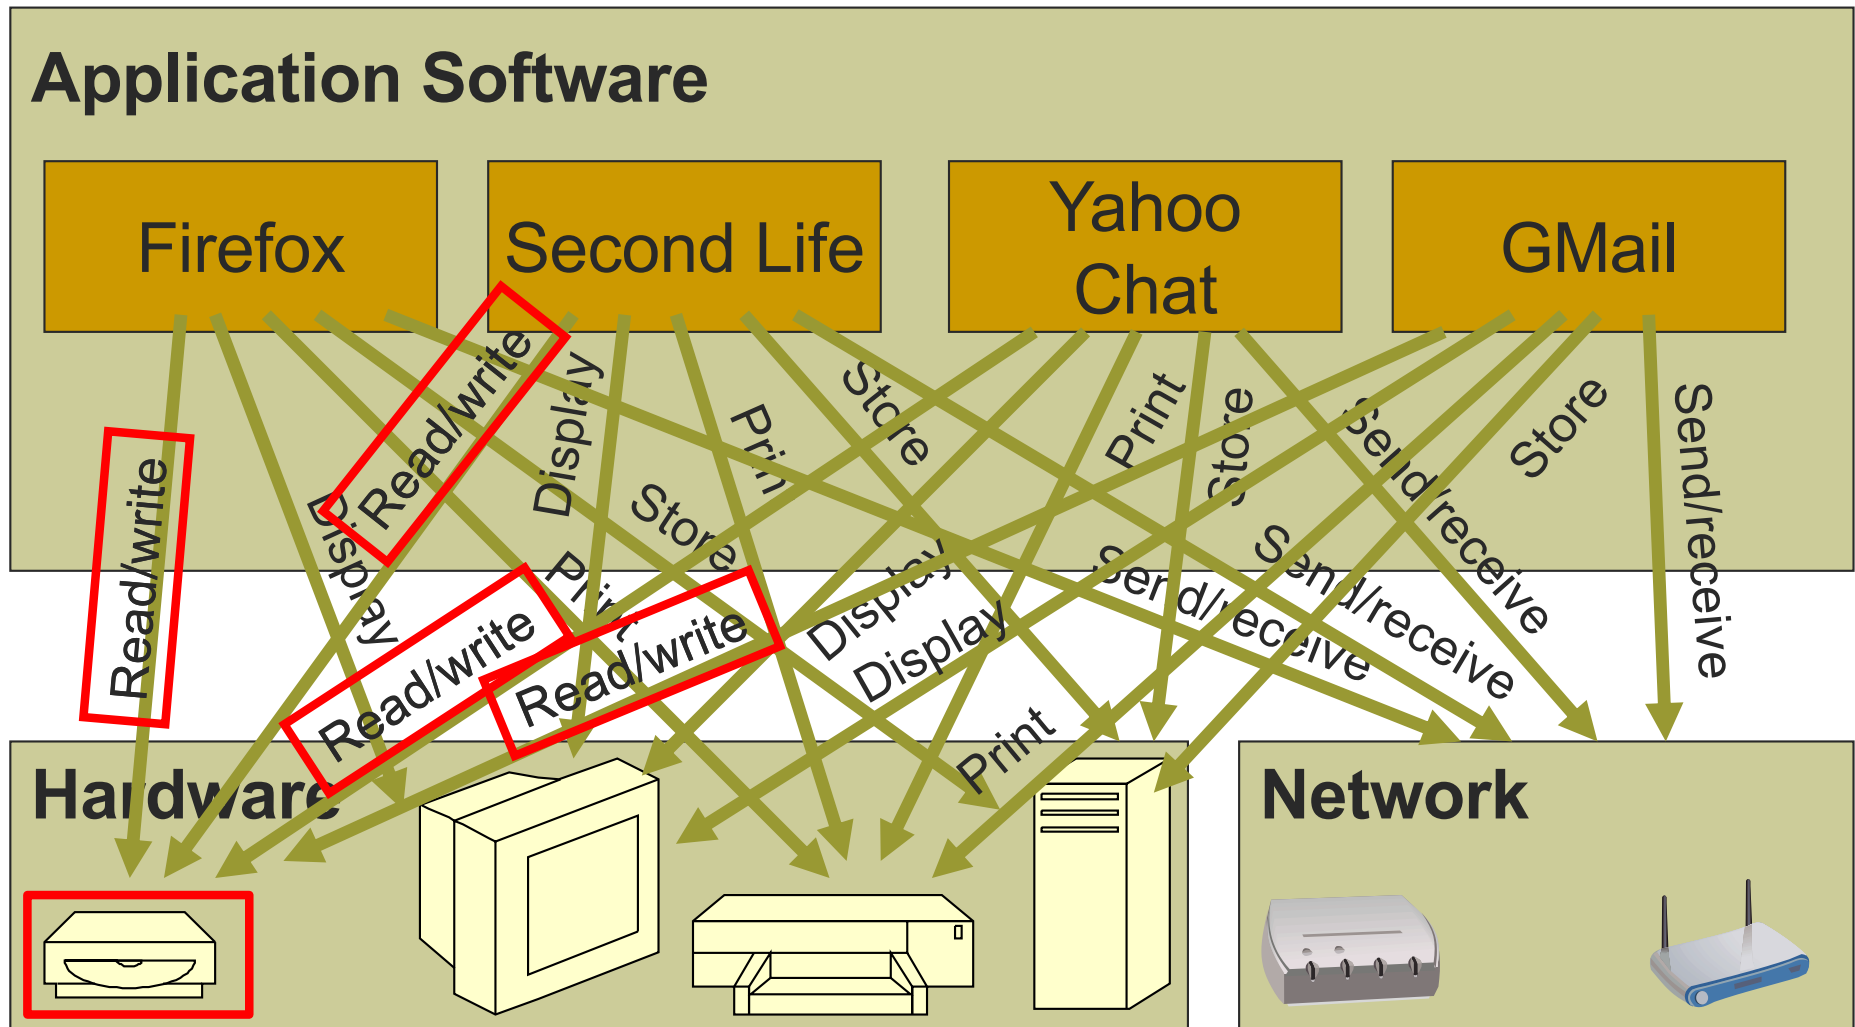 Application Software
Firefox
Second Life
Yahoo
Chat
GMail
Read/write
Display
Print
Store
Send/receive
Read/write
Display
Prin
Store
Send/receive
Read/write
Display
Print
Store
Send/receive
Read/write
Display
Print
Store
Send/receive
Hardware
Network